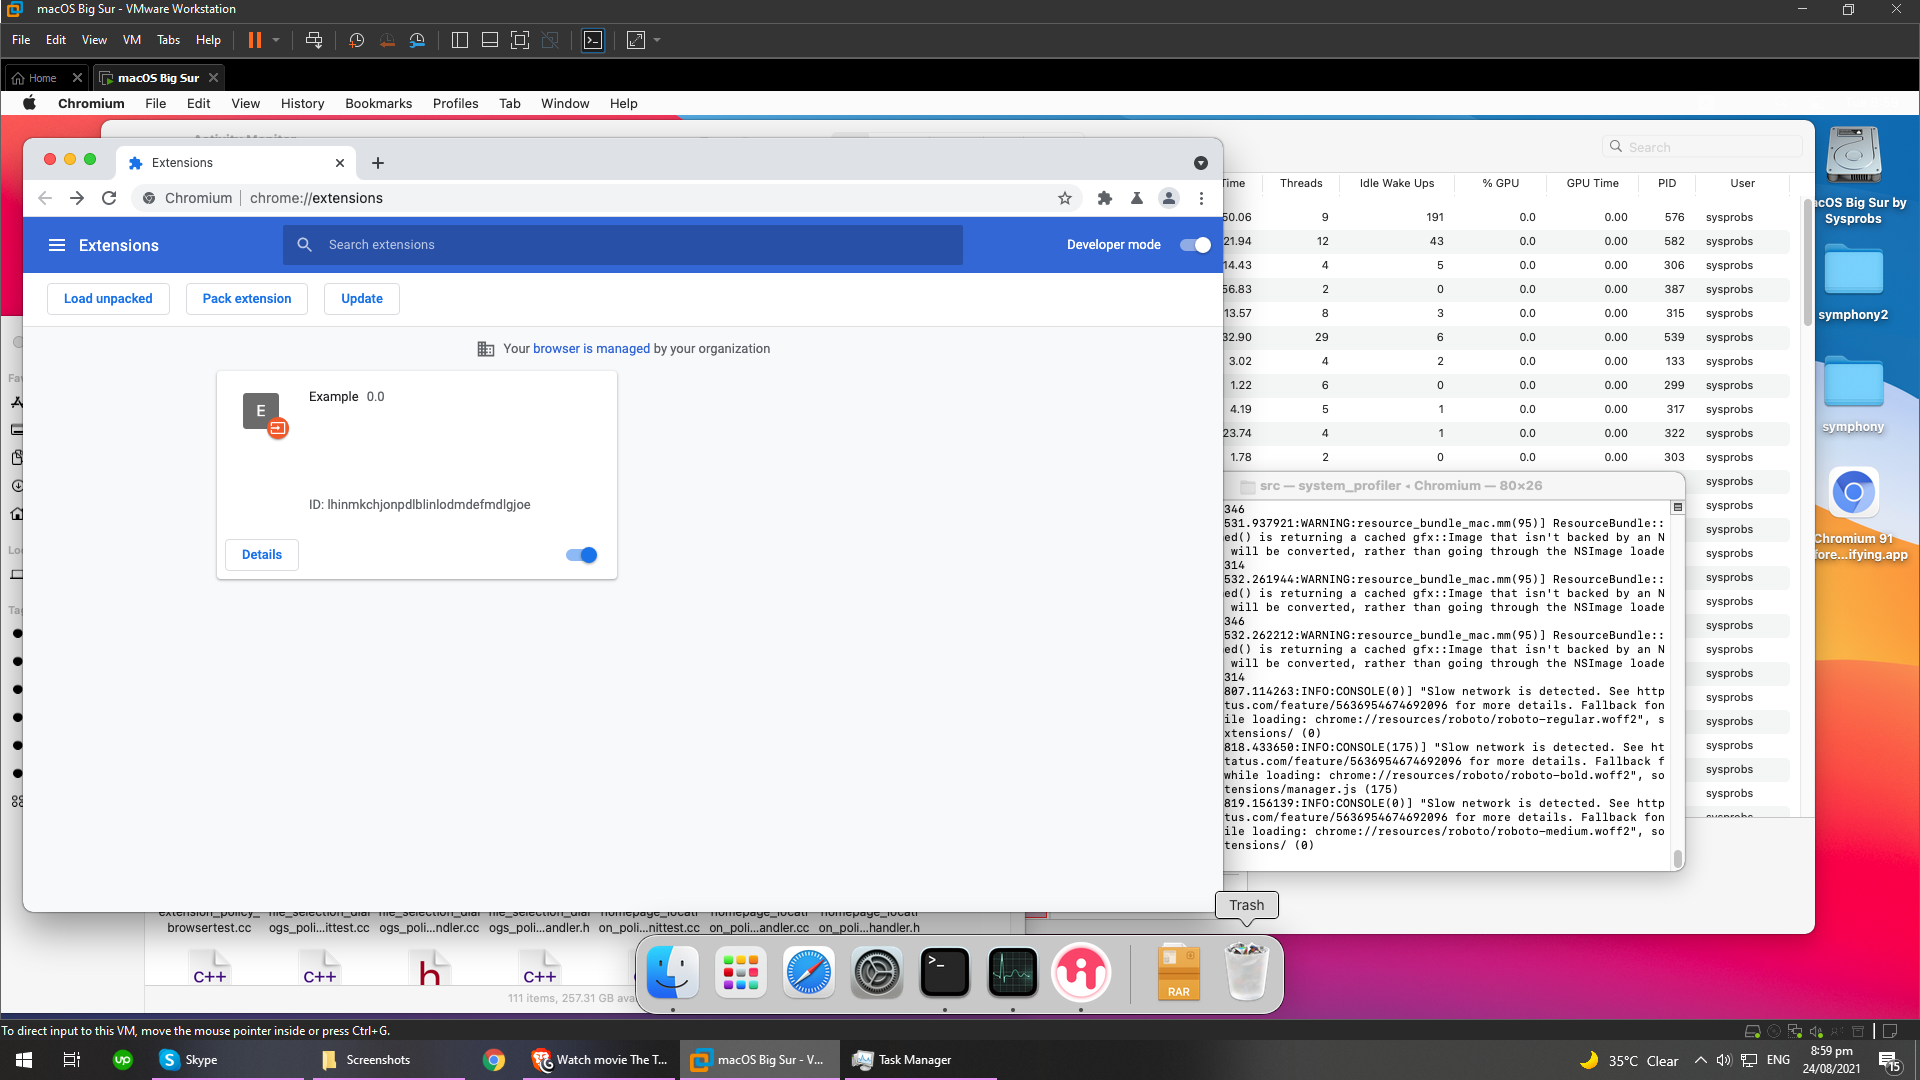 macOS Big Sur - VMware Workstation
File Edit View VM Tabs Help
Home macOS Big Sur
Chromium File Edit View History Bookmarks Profiles Tab Window Help
Activity Monitor
Search
Extensions
Chromium chrome://extensions
Extensions
Search extensions
Developer mode
Load unpacked
Pack extension
Update
Your browser is managed by your organization
E
Example 0.0
ID: lhinmkchjonpdlblinlodmdefmdlgjoe
Details
Threads Idle Wake Ups % GPU GPU Time PID User
50.06 9 191 0.0 0.00 576 sysprobs
21.94 12 43 0.0 0.00 582 sysprobs
14.43 4 5 0.0 0.00 306 sysprobs
56.83 2 0 0.0 0.00 387 sysprobs
13.57 8 3 0.0 0.00 315 sysprobs
32.90 29 6 0.0 0.00 539 sysprobs
3.02 4 2 0.0 0.00 133 sysprobs
1.22 6 0 0.0 0.00 299 sysprobs
4.19 5 1 0.0 0.00 317 sysprobs
23.74 4 1 0.0 0.00 322 sysprobs
1.78 2 0 0.0 0.00 303 sysprobs
sysprobs
sysprobs
sysprobs
sysprobs
sysprobs
sysprobs
sysprobs
sysprobs
sysprobs
sysprobs
sysprobs
sysprobs
sysprobs
sysprobs
src — system_profiler ◂ Chromium — 80×26
346
531.937921:WARNING:resource_bundle_mac.mm(95)] ResourceBundle::
ed() is returning a cached gfx::Image that isn't backed by an N
will be converted, rather than going through the NSImage loade
314
532.261944:WARNING:resource_bundle_mac.mm(95)] ResourceBundle::
ed() is returning a cached gfx::Image that isn't backed by an N
will be converted, rather than going through the NSImage loade
346
532.262212:WARNING:resource_bundle_mac.mm(95)] ResourceBundle::
ed() is returning a cached gfx::Image that isn't backed by an N
will be converted, rather than going through the NSImage loade
314
807.114263:INFO:CONSOLE(0)] "Slow network is detected. See http
tatus.com/feature/5636954674692096 for more details. Fallback fon
ile loading: chrome://resources/roboto/roboto-regular.woff2", s
xtensions/ (0)
818.433650:INFO:CONSOLE(175)] "Slow network is detected. See ht
tatus.com/feature/5636954674692096 for more details. Fallback f
while loading: chrome://resources/roboto/roboto-bold.woff2", so
tensions/manager.js (175)
819.156139:INFO:CONSOLE(0)] "Slow network is detected. See http
tatus.com/feature/5636954674692096 for more details. Fallback fon
ile loading: chrome://resources/roboto/roboto-medium.woff2", so
tensions/ (0)
acOS Big Sur by
Sysprobs
symphony2
symphony
Chromium 91
fore...ifying.app
Trash
browsertest.cc ogs_poli...ittest.cc ogs_poli...ndler.cc ogs_poli...andler.h on_poli...nittest.cc on_poli...andler.cc on_poli...handler.h
C++ C++ h C++
111 items, 257.31 GB ava
RAR
To direct input to this VM, move the mouse pointer inside or press Ctrl+G.
up
Skype
Screenshots
Watch movie The T...
macOS Big Sur - V...
Task Manager
35°C Clear
ENG
8:59 pm
24/08/2021
15